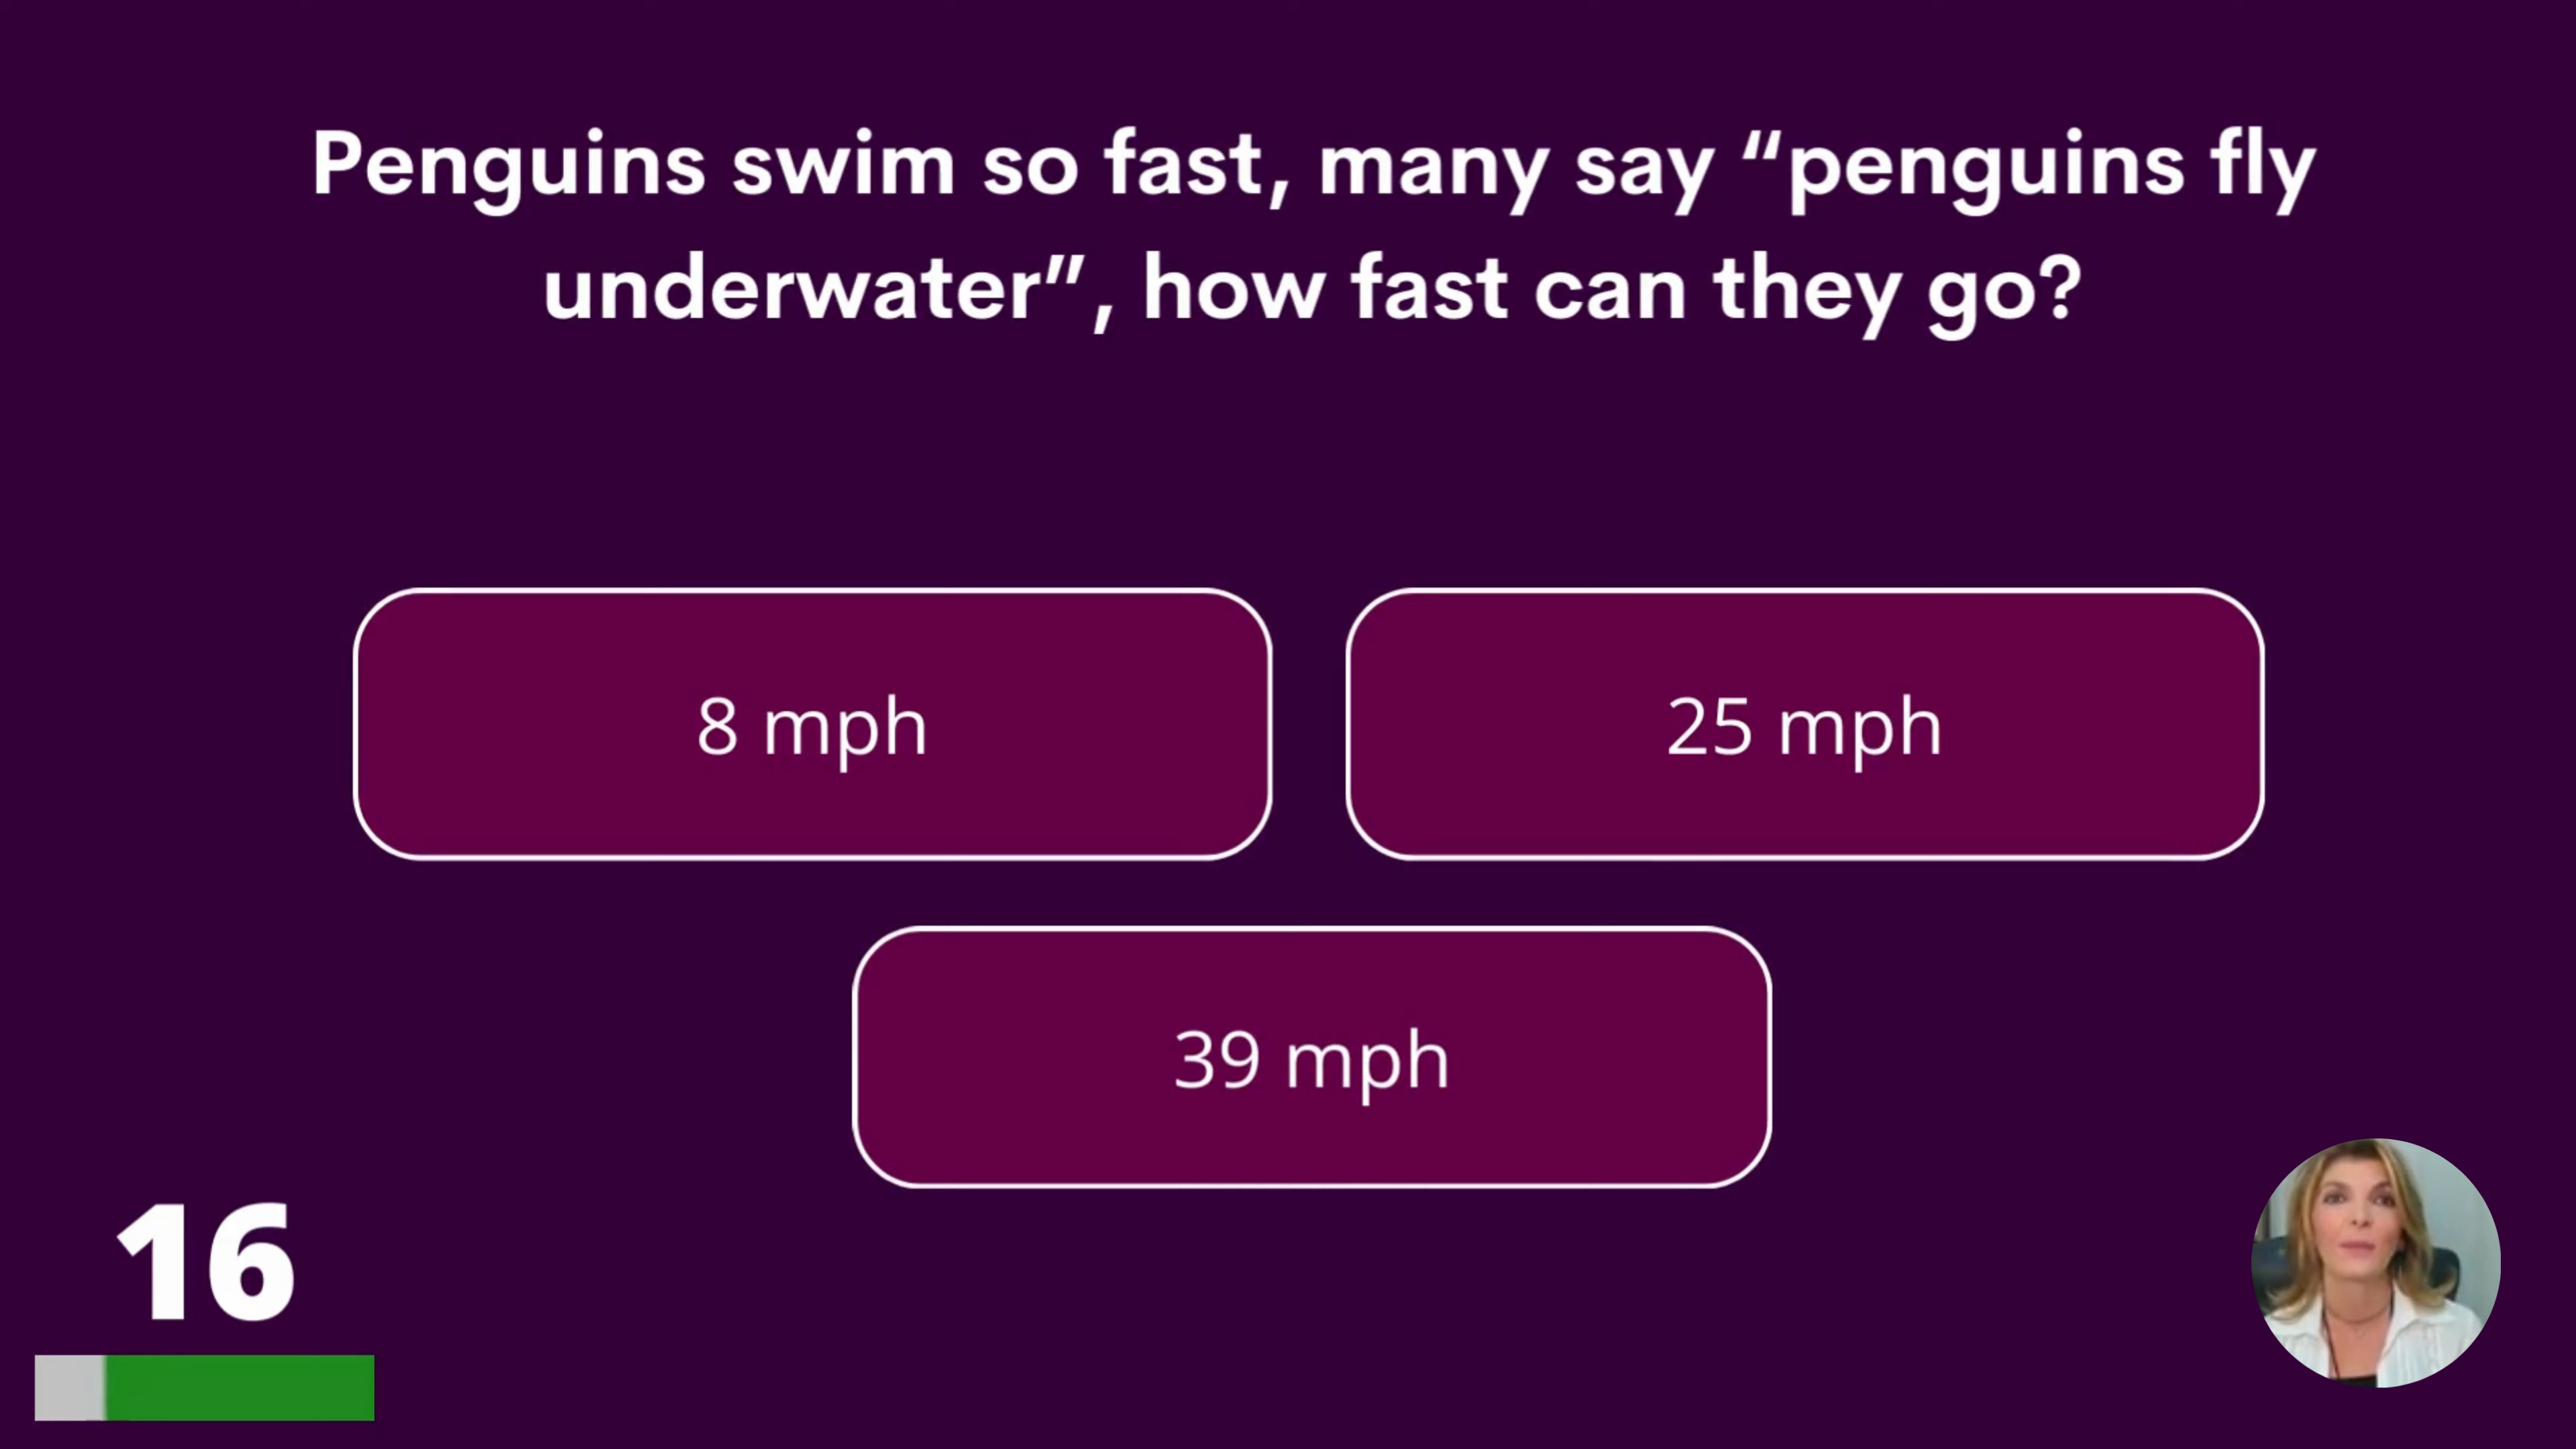 Penguins swim so fast, many say “penguins fly
underwater”, how fast can they go?
8 mph
25 mph
39 mph
16